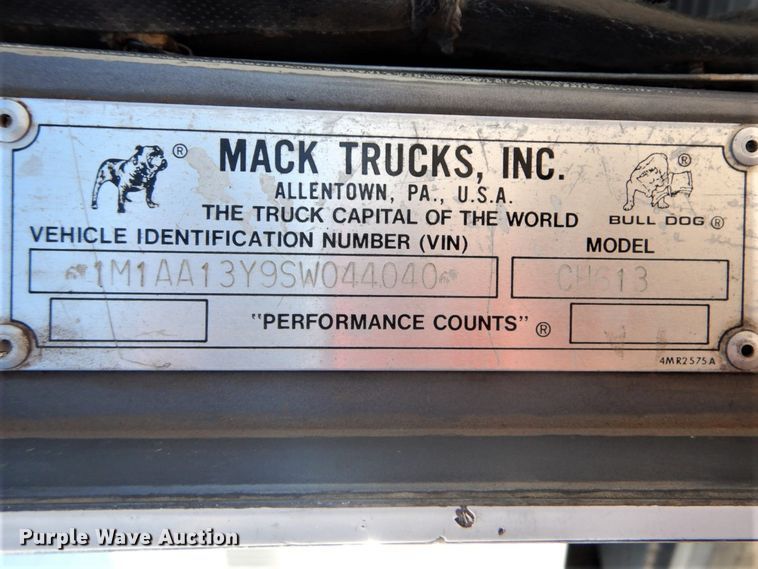 ® MACK TRUCKS, INC. ®
ALLENTOWN, PA., U.S.A.
THE TRUCK CAPITAL OF THE WORLD
BULL DOG ®
VEHICLE IDENTIFICATION NUMBER (VIN) MODEL
1M1AA13Y9SW044040 CH613
"PERFORMANCE COUNTS" ®
4MR2575A
Purple Wave Auction